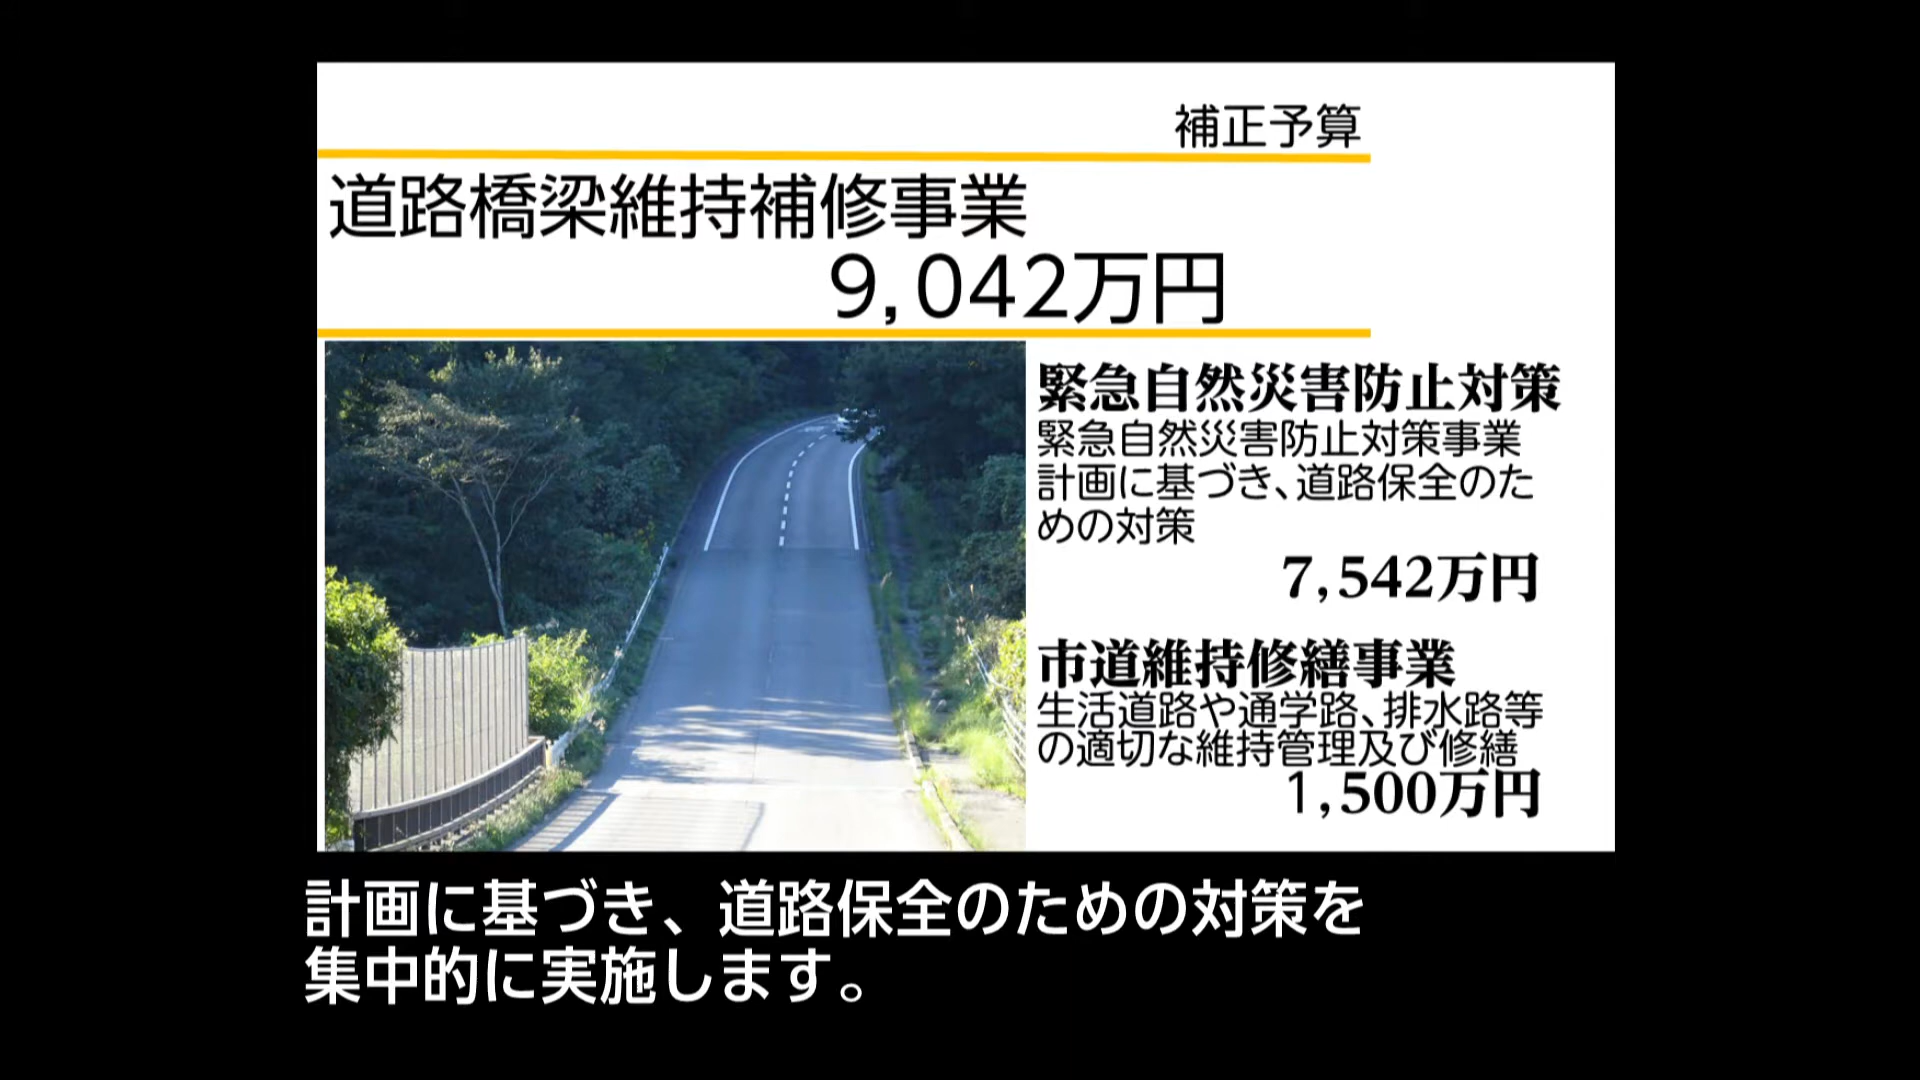 補正予算
道路橋梁維持補修事業
9,042万円
緊急自然災害防止対策
緊急自然災害防止対策事業
計画に基づき、道路保全のた
めの対策
7,542万円
市道維持修繕事業
生活道路や通学路、排水路等
の適切な維持管理及び修繕
1,500万円
計画に基づき、道路保全のための対策を
集中的に実施します。